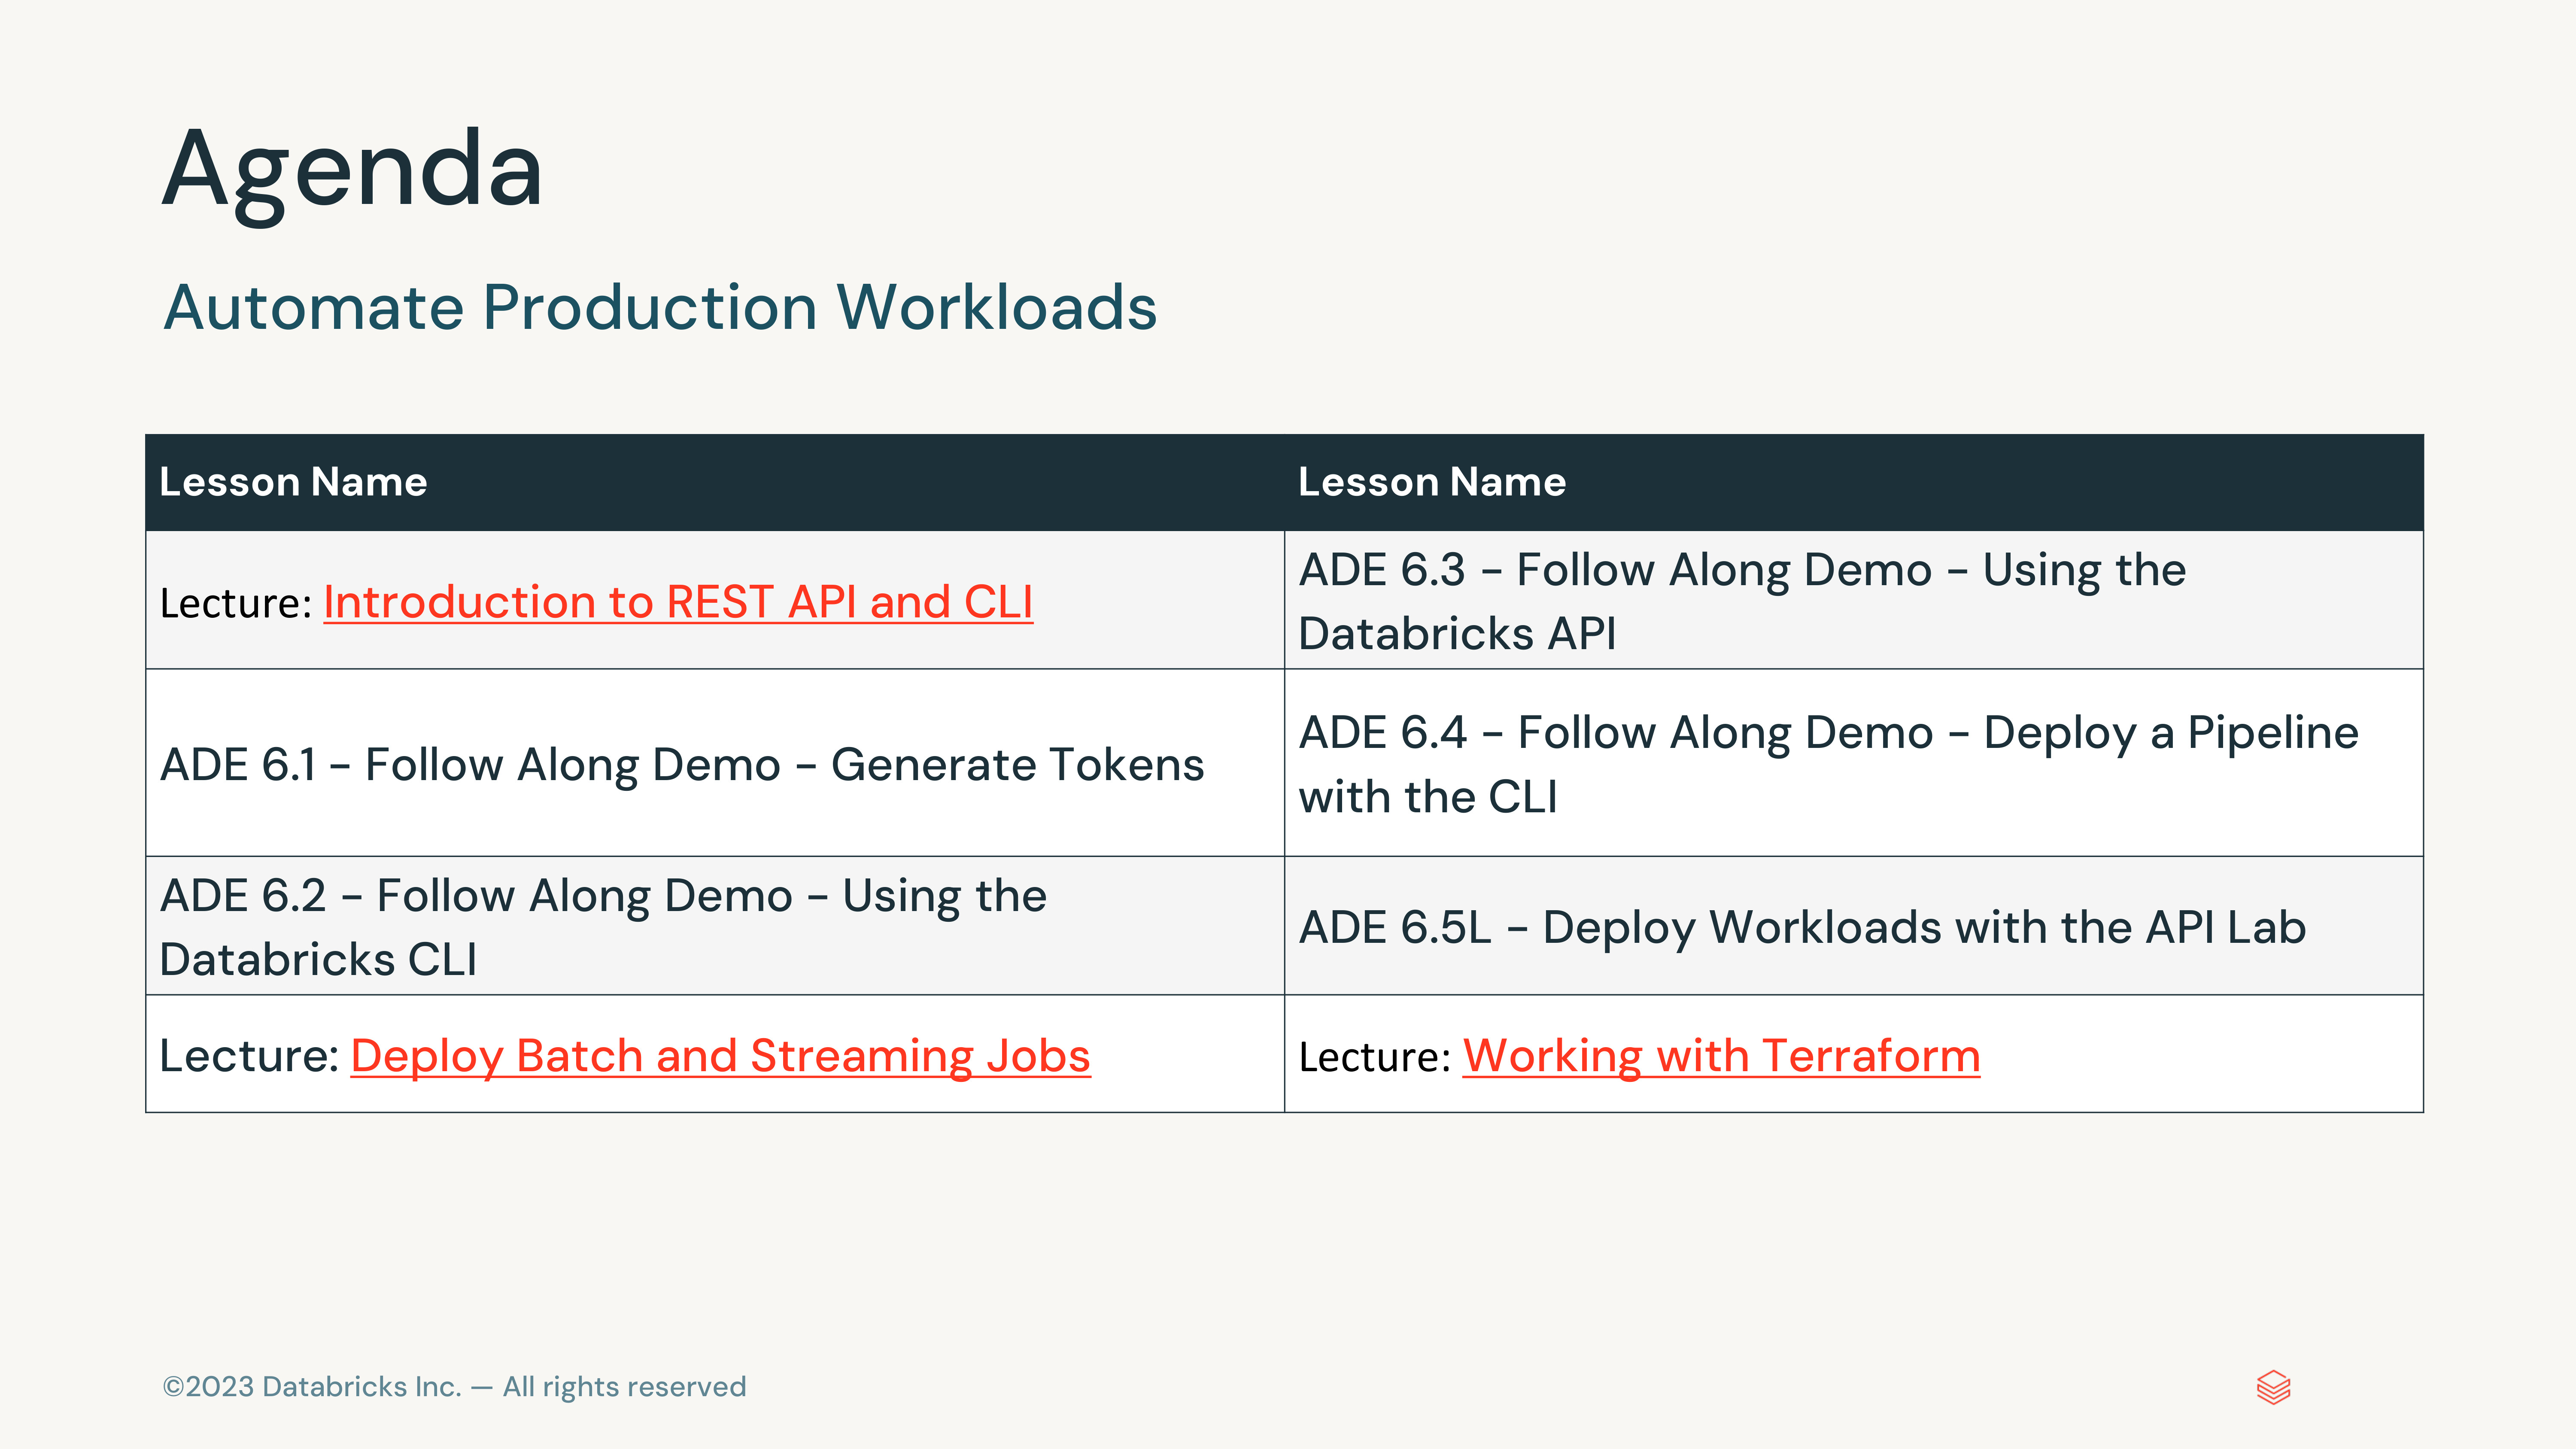 Agenda
Automate Production Workloads
Lesson Name
Lesson Name
Lecture: Introduction to REST API and CLI
ADE 6.3 - Follow Along Demo - Using the
Databricks API
ADE 6.1 - Follow Along Demo - Generate Tokens
ADE 6.4 - Follow Along Demo - Deploy a Pipeline
with the CLI
ADE 6.2 - Follow Along Demo - Using the
Databricks CLI
ADE 6.5L - Deploy Workloads with the API Lab
Lecture: Deploy Batch and Streaming Jobs
Lecture: Working with Terraform
©2023 Databricks Inc. — All rights reserved